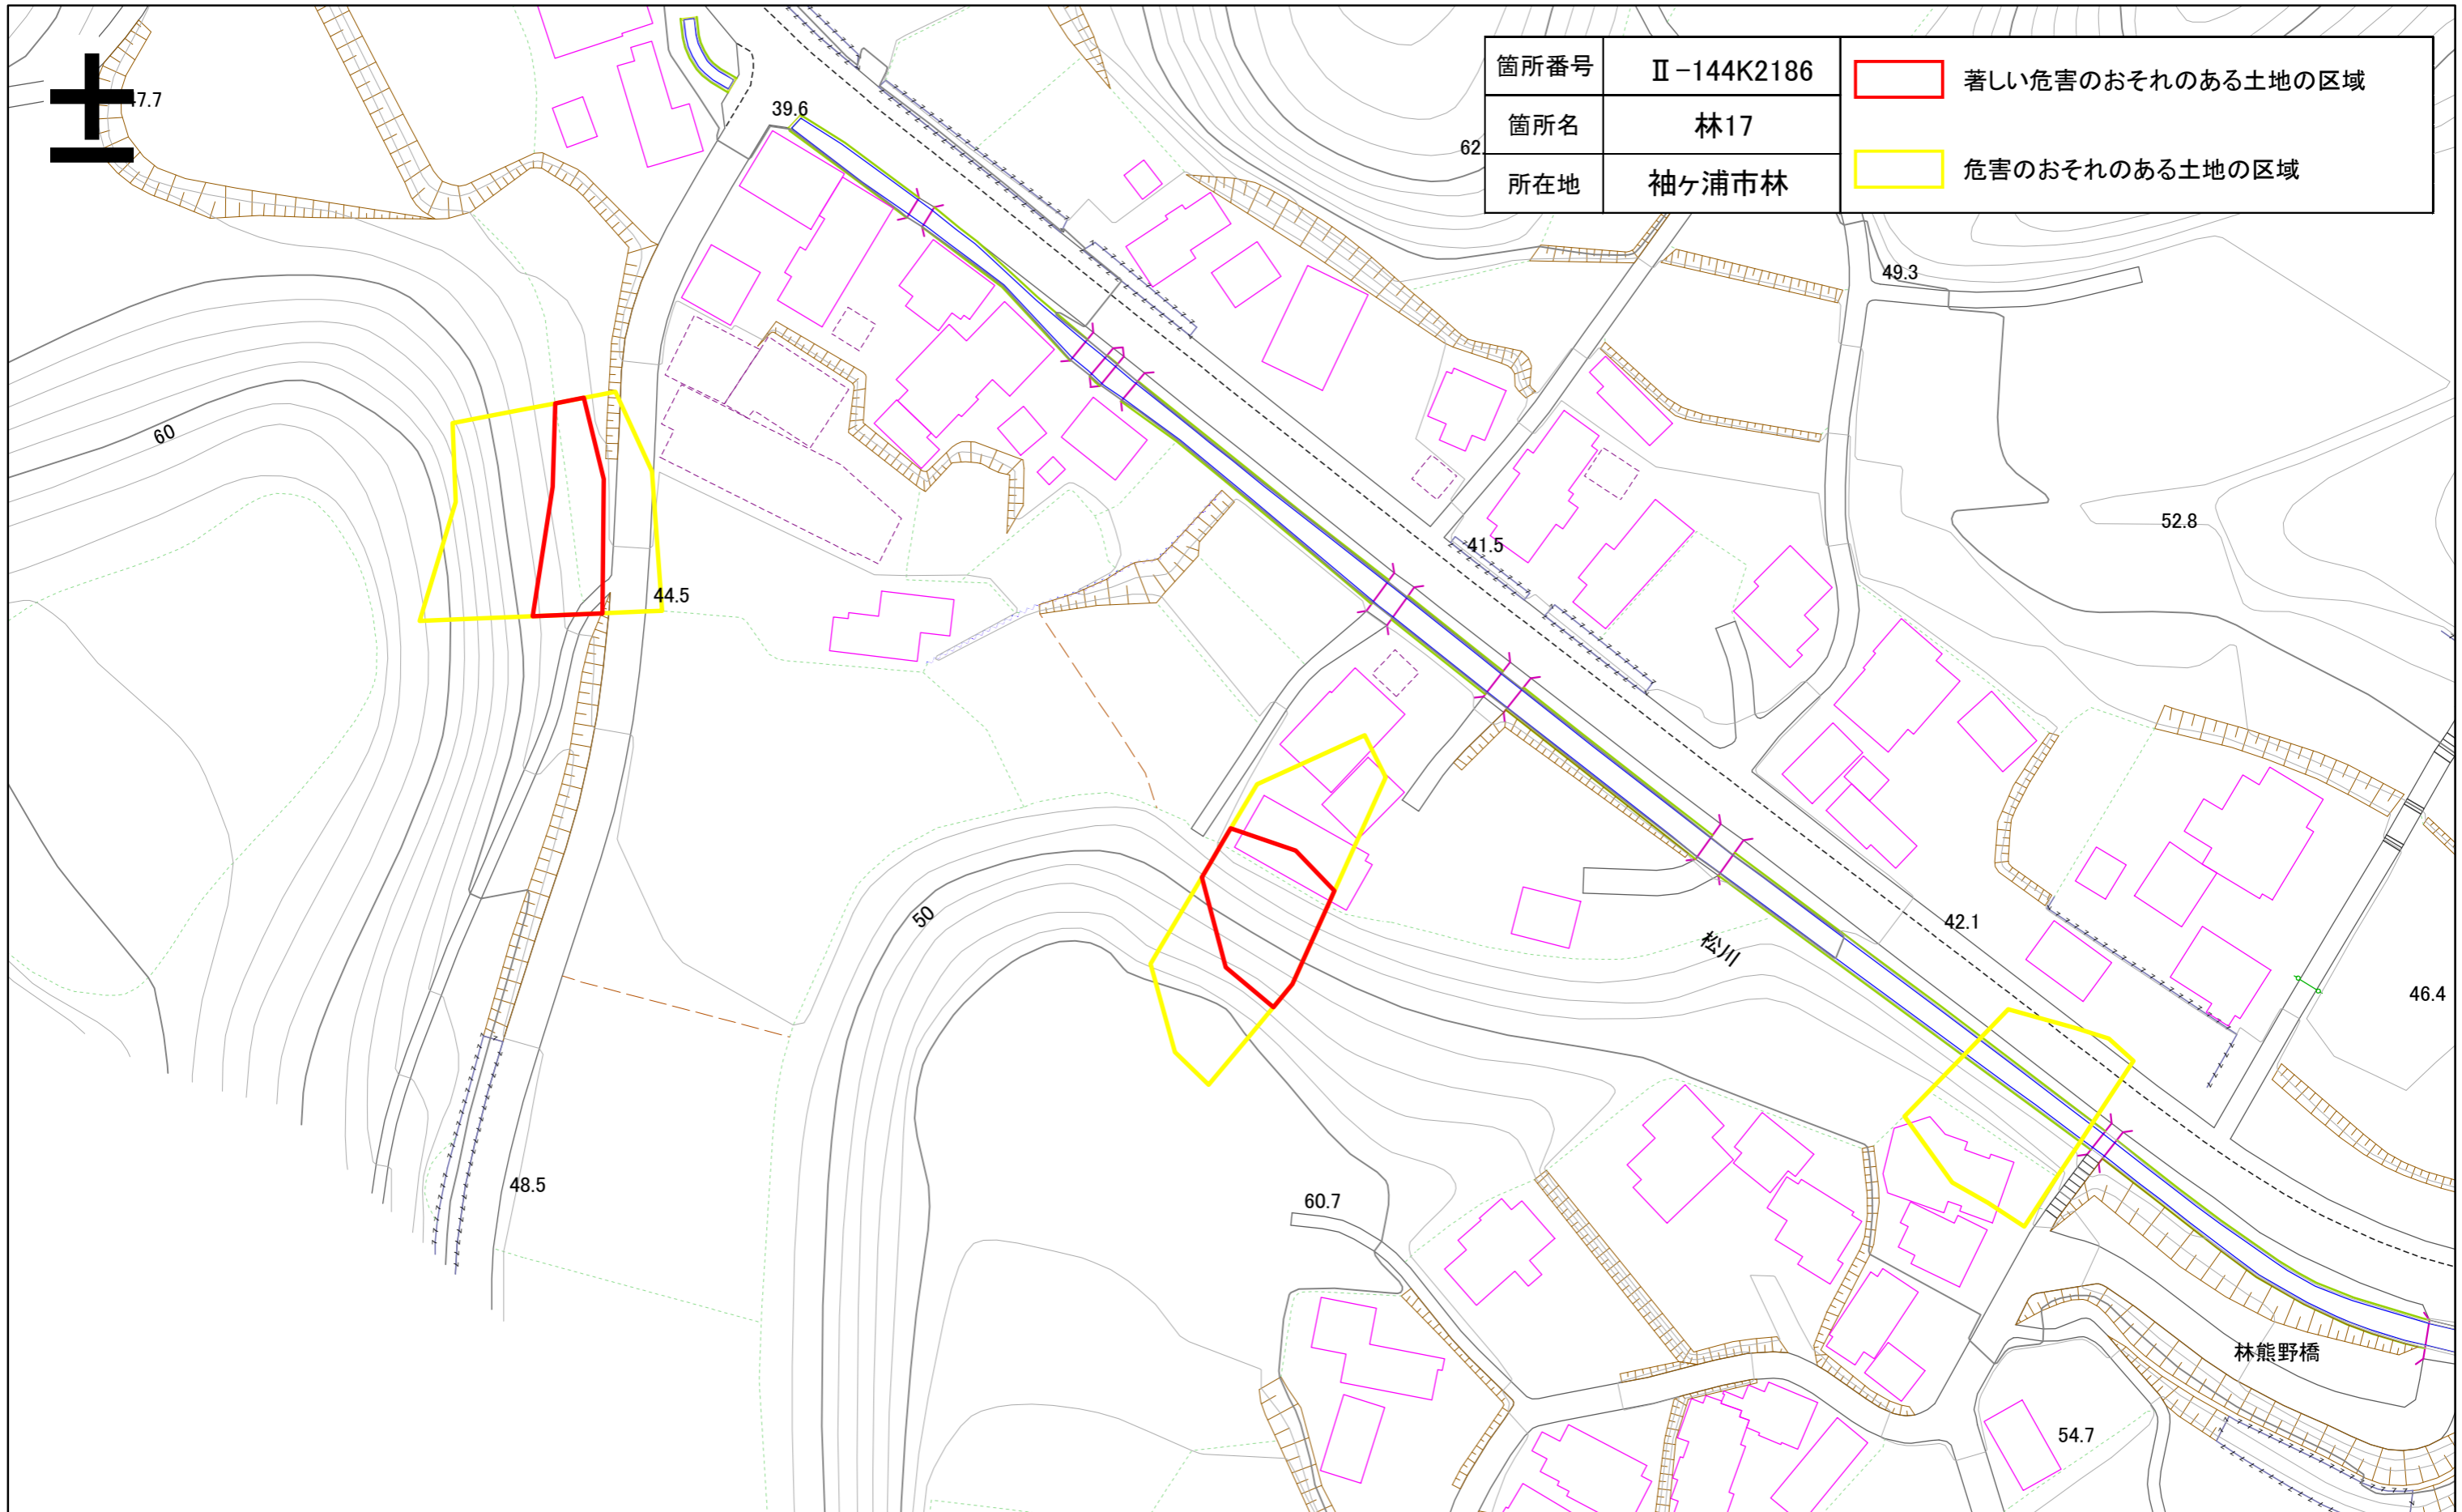 箇所番号 Ⅱ-144K2186
箇所名 林17
所在地 袖ケ浦市林
著しい危害のおそれのある土地の区域
危害のおそれのある土地の区域
47.7
39.6
62.
49.3
60
52.8
41.5
44.5
50
松川
42.1
46.4
48.5
60.7
林熊野橋
54.7